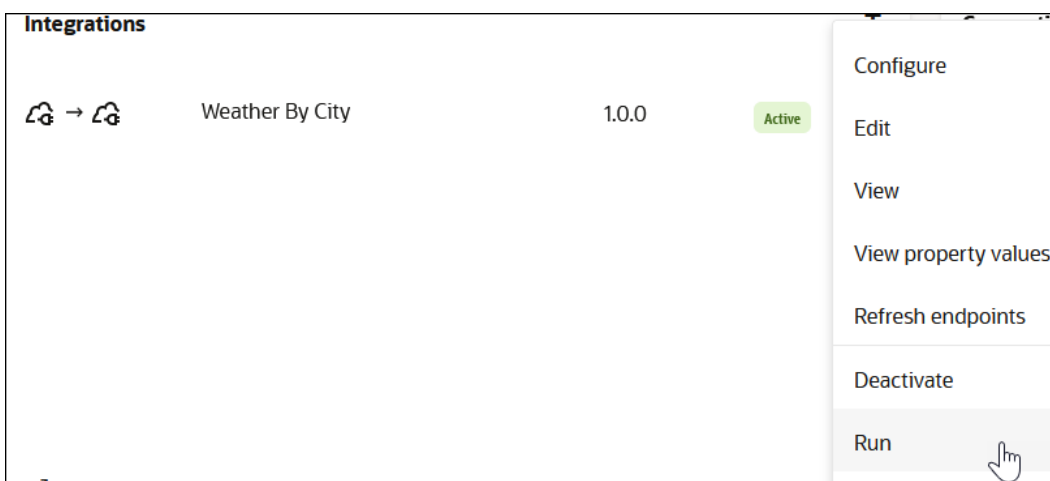 Integrations
Configure
Weather By City 1.0.0 Active
Edit
View
View property values
Refresh endpoints
Deactivate
Run